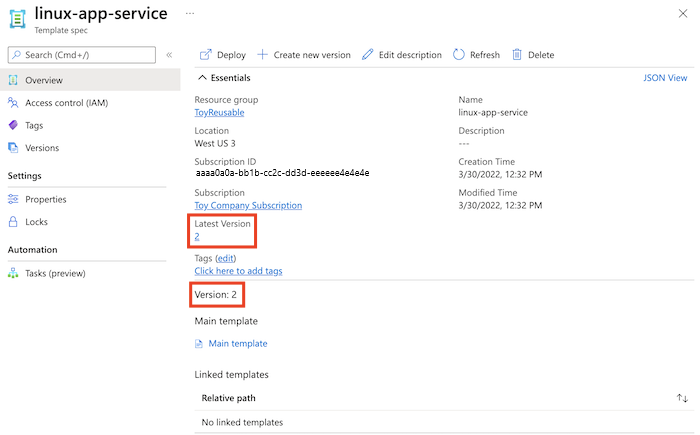 linux-app-service ...
Template spec
Search (Cmd+/)
«
Overview
Access control (IAM)
Tags
Versions
Settings
Properties
Locks
Automation
Tasks (preview)
Deploy
Create new version
Edit description
Refresh
Delete
Essentials
JSON View
Resource group
ToyReusable
Location
West US 3
Subscription ID
aaaa0a0a-bb1b-cc2c-dd3d-eeeeee4e4e4e
Subscription
Toy Company Subscription
Latest Version
2
Tags (edit)
Click here to add tags
Name
linux-app-service
Description
---
Creation Time
3/30/2022, 12:32 PM
Modified Time
3/30/2022, 12:32 PM
Version: 2
Main template
Main template
Linked templates
Relative path
No linked templates